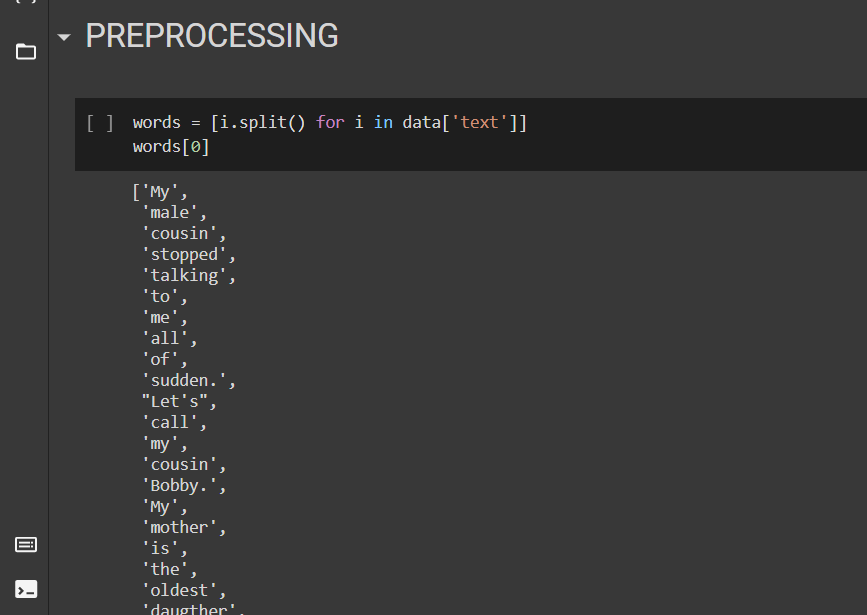 PREPROCESSING
[ ] words = [i.split() for i in data['text']]
words[0]
['My',
'male',
'cousin',
'stopped',
'talking',
'to',
'me',
'all',
'of',
'sudden.',
"Let's",
'call',
'my',
'cousin',
'Bobby.',
'My',
'mother',
'is',
'the',
'oldest',
'daugther',